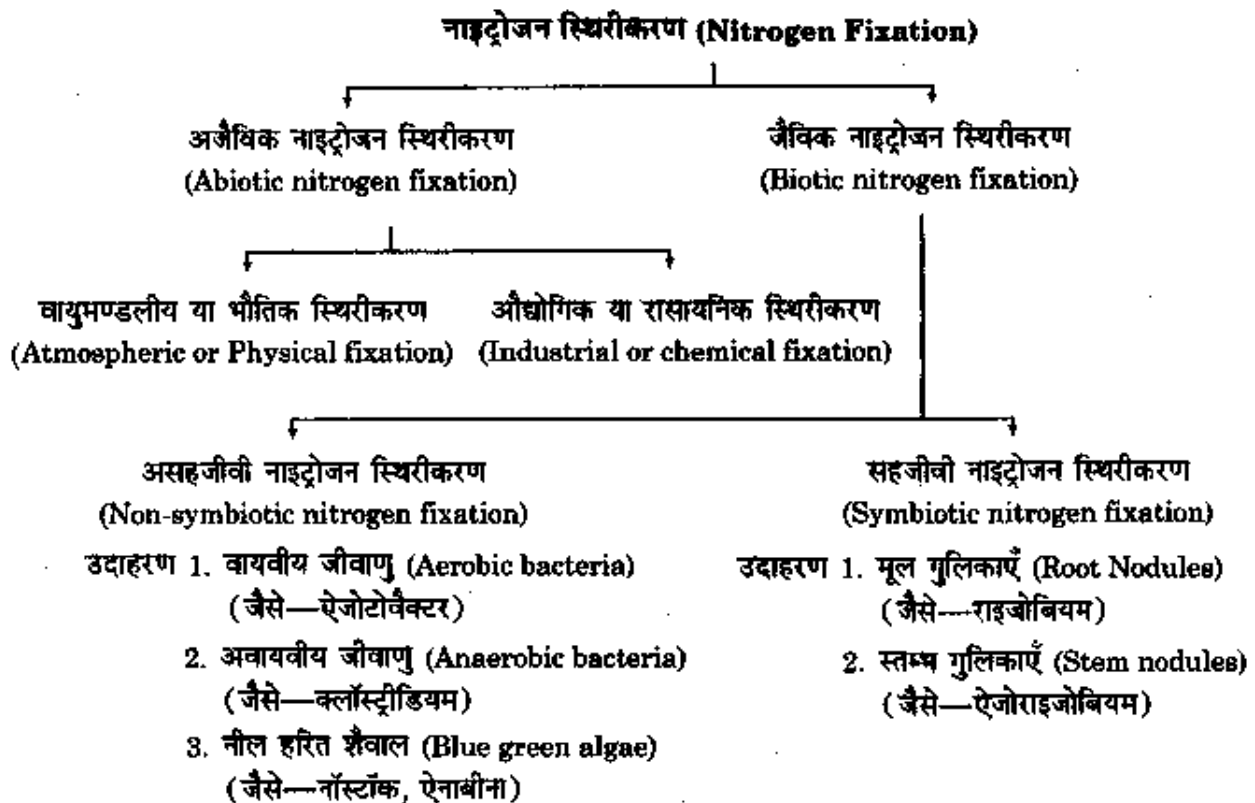 नाइट्रोजन स्थिरीकरण (Nitrogen Fixation)
अजैविक नाइट्रोजन स्थिरीकरण
(Abiotic nitrogen fixation)
जैविक नाइट्रोजन स्थिरीकरण
(Biotic nitrogen fixation)
वायुमण्डलीय या भौतिक स्थिरीकरण
(Atmospheric or Physical fixation)
औद्योगिक या रासायनिक स्थिरीकरण
(Industrial or chemical fixation)
असहजीवी नाइट्रोजन स्थिरीकरण
(Non-symbiotic nitrogen fixation)
उदाहरण 1. वायवीय जीवाणु (Aerobic bacteria)
(जैसे—ऐजोटोवैक्टर)
2. अवायवीय जीवाणु (Anaerobic bacteria)
(जैसे—क्लॉस्ट्रीडियम)
3. नील हरित शैवाल (Blue green algae)
(जैसे—नॉस्टॉक, ऐनाबीना)
सहजीवी नाइट्रोजन स्थिरीकरण
(Symbiotic nitrogen fixation)
उदाहरण 1. मूल गुलिकाएँ (Root Nodules)
(जैसे—राइजोबियम)
2. स्तम्भ गुलिकाएँ (Stem nodules)
(जैसे—ऐजोराइजोबियम)